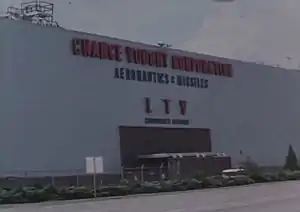 CHANCE VOUGHT CORPORATION
AERONAUTICS & MISSILES
LTV